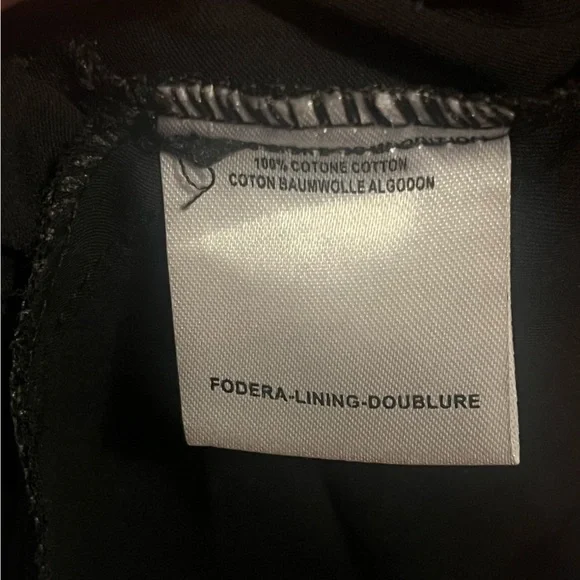 100% COTONE COTTON
COTON BAUMWOLLE ALGODON
FODERA-LINING-DOUBLURE